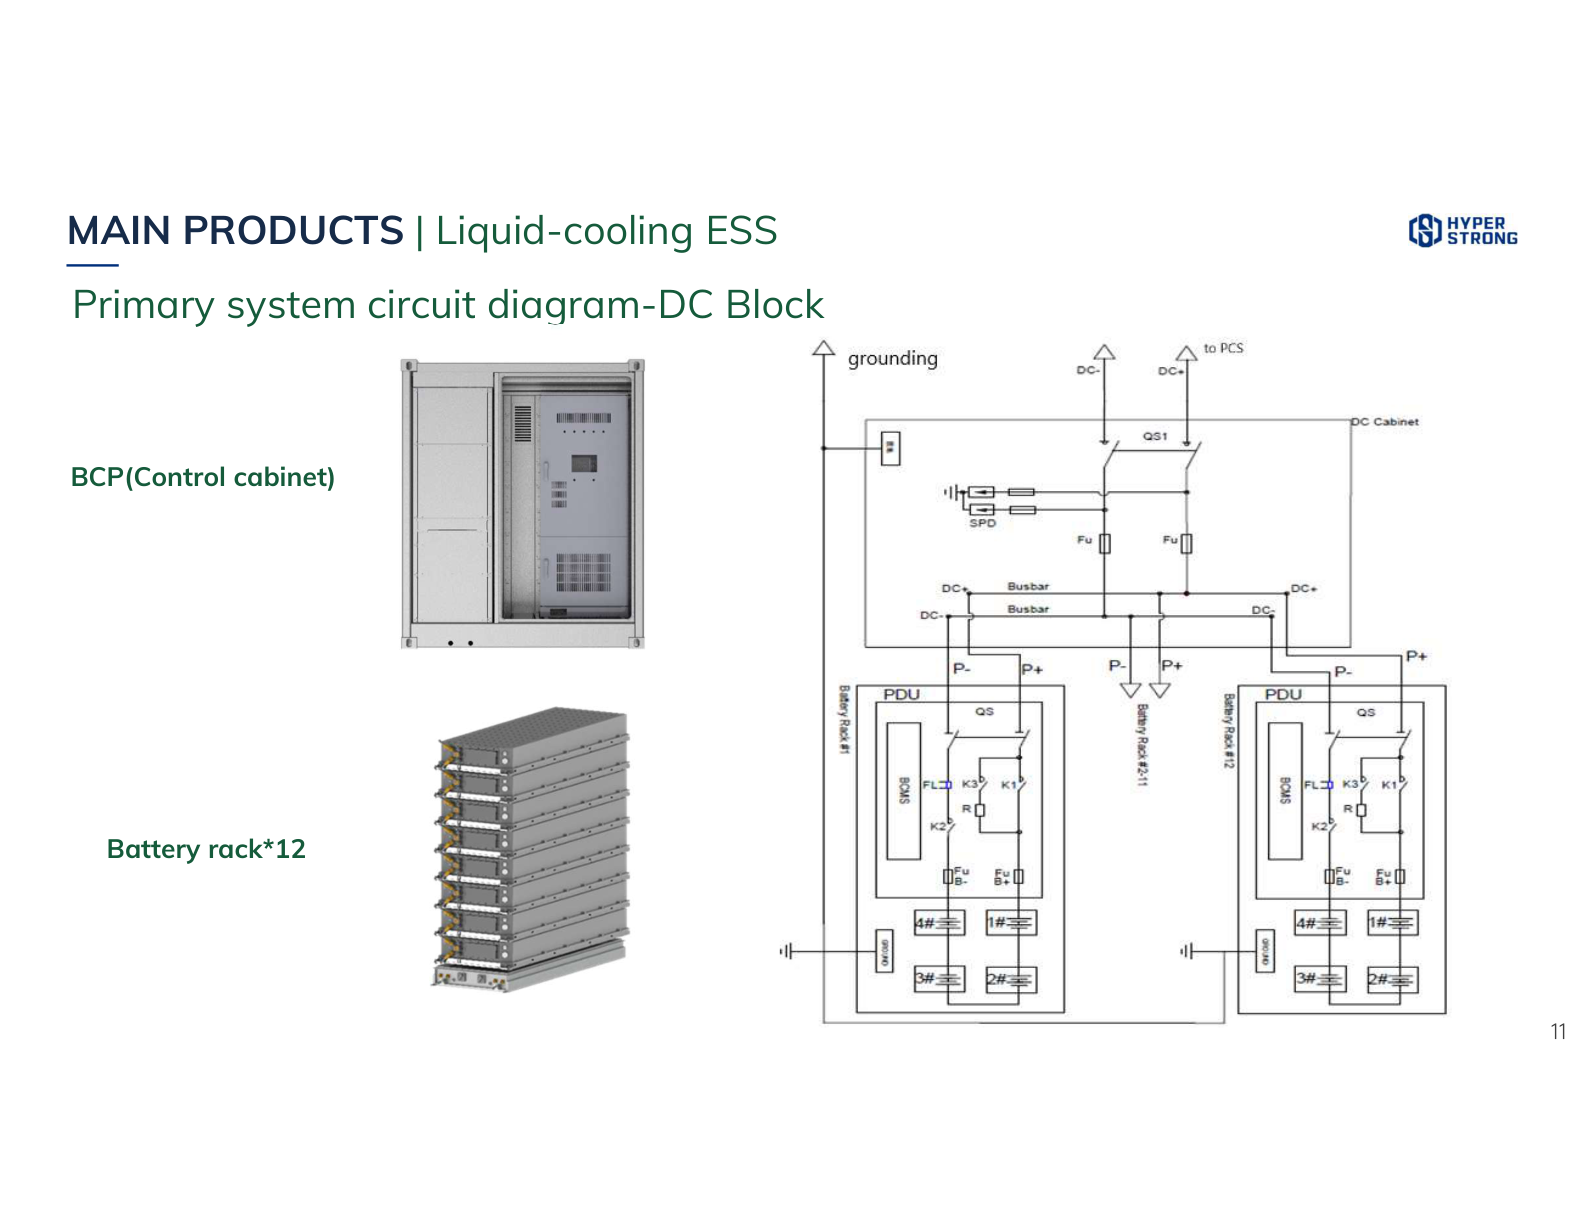 MAIN PRODUCTS | Liquid-cooling ESS
HYPER
STRONG
Primary system circuit diagram-DC Block
BCP(Control cabinet)
Battery rack*12
grounding
to PCS
DC-
DC+
DC Cabinet
QS1
SPD
Fu
Fu
DC+
Busbar
DC+
DC-
Busbar
DC-
P-
P+
P-
P+
P-
P+
Battery Rack #1
PDU
QS
BCMS
FL
K3
K1
R
K2
Fu
B-
Fu
B+
4#
1#
GROUND
3#
2#
Battery Rack #2-11
Battery Rack #12
PDU
QS
BCMS
FL
K3
K1
R
K2
Fu
B-
Fu
B+
4#
1#
GROUND
3#
2#
11